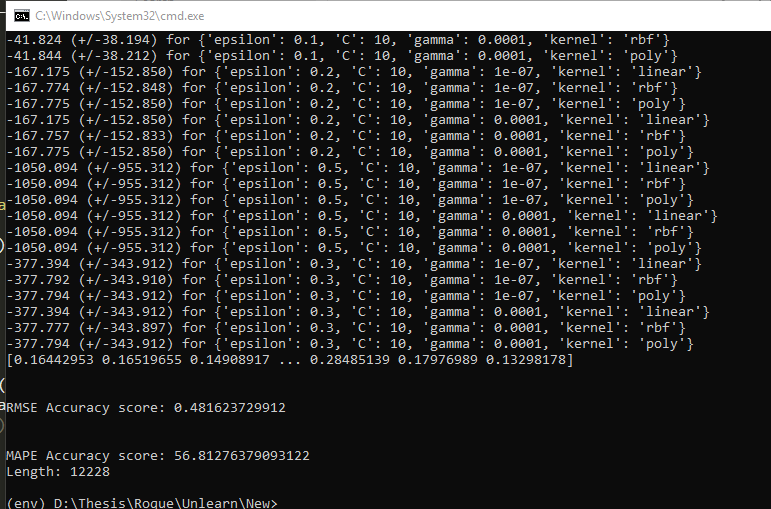 C:\Windows\System32\cmd.exe
-41.824 (+/-38.194) for {'epsilon': 0.1, 'C': 10, 'gamma': 0.0001, 'kernel': 'rbf'}
-41.844 (+/-38.212) for {'epsilon': 0.1, 'C': 10, 'gamma': 0.0001, 'kernel': 'poly'}
-167.175 (+/-152.850) for {'epsilon': 0.2, 'C': 10, 'gamma': 1e-07, 'kernel': 'linear'}
-167.774 (+/-152.848) for {'epsilon': 0.2, 'C': 10, 'gamma': 1e-07, 'kernel': 'rbf'}
-167.775 (+/-152.850) for {'epsilon': 0.2, 'C': 10, 'gamma': 1e-07, 'kernel': 'poly'}
-167.175 (+/-152.850) for {'epsilon': 0.2, 'C': 10, 'gamma': 0.0001, 'kernel': 'linear'}
-167.757 (+/-152.833) for {'epsilon': 0.2, 'C': 10, 'gamma': 0.0001, 'kernel': 'rbf'}
-167.775 (+/-152.850) for {'epsilon': 0.2, 'C': 10, 'gamma': 0.0001, 'kernel': 'poly'}
-1050.094 (+/-955.312) for {'epsilon': 0.5, 'C': 10, 'gamma': 1e-07, 'kernel': 'linear'}
-1050.094 (+/-955.312) for {'epsilon': 0.5, 'C': 10, 'gamma': 1e-07, 'kernel': 'rbf'}
-1050.094 (+/-955.312) for {'epsilon': 0.5, 'C': 10, 'gamma': 1e-07, 'kernel': 'poly'}
-1050.094 (+/-955.312) for {'epsilon': 0.5, 'C': 10, 'gamma': 0.0001, 'kernel': 'linear'}
-1050.094 (+/-955.312) for {'epsilon': 0.5, 'C': 10, 'gamma': 0.0001, 'kernel': 'rbf'}
-1050.094 (+/-955.312) for {'epsilon': 0.5, 'C': 10, 'gamma': 0.0001, 'kernel': 'poly'}
-377.394 (+/-343.912) for {'epsilon': 0.3, 'C': 10, 'gamma': 1e-07, 'kernel': 'linear'}
-377.792 (+/-343.910) for {'epsilon': 0.3, 'C': 10, 'gamma': 1e-07, 'kernel': 'rbf'}
-377.794 (+/-343.912) for {'epsilon': 0.3, 'C': 10, 'gamma': 1e-07, 'kernel': 'poly'}
-377.394 (+/-343.912) for {'epsilon': 0.3, 'C': 10, 'gamma': 0.0001, 'kernel': 'linear'}
-377.777 (+/-343.897) for {'epsilon': 0.3, 'C': 10, 'gamma': 0.0001, 'kernel': 'rbf'}
-377.794 (+/-343.912) for {'epsilon': 0.3, 'C': 10, 'gamma': 0.0001, 'kernel': 'poly'}
[0.16442953 0.16519655 0.14908917 ... 0.28485139 0.17976989 0.13298178]
RMSE Accuracy score: 0.481623729912
MAPE Accuracy score: 56.81276379093122
Length: 12228
(env) D:\Thesis\Roque\Unlearn\New>